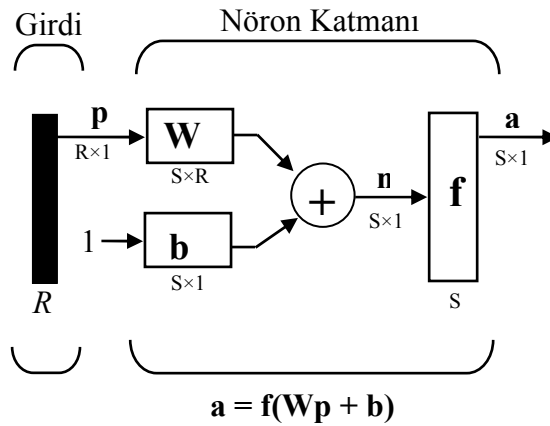 Girdi Nöron Katmanı
p W a
R×1 S×R S×1
n f
+ S×1
1 b
R S×1 S
a = f(Wp + b)